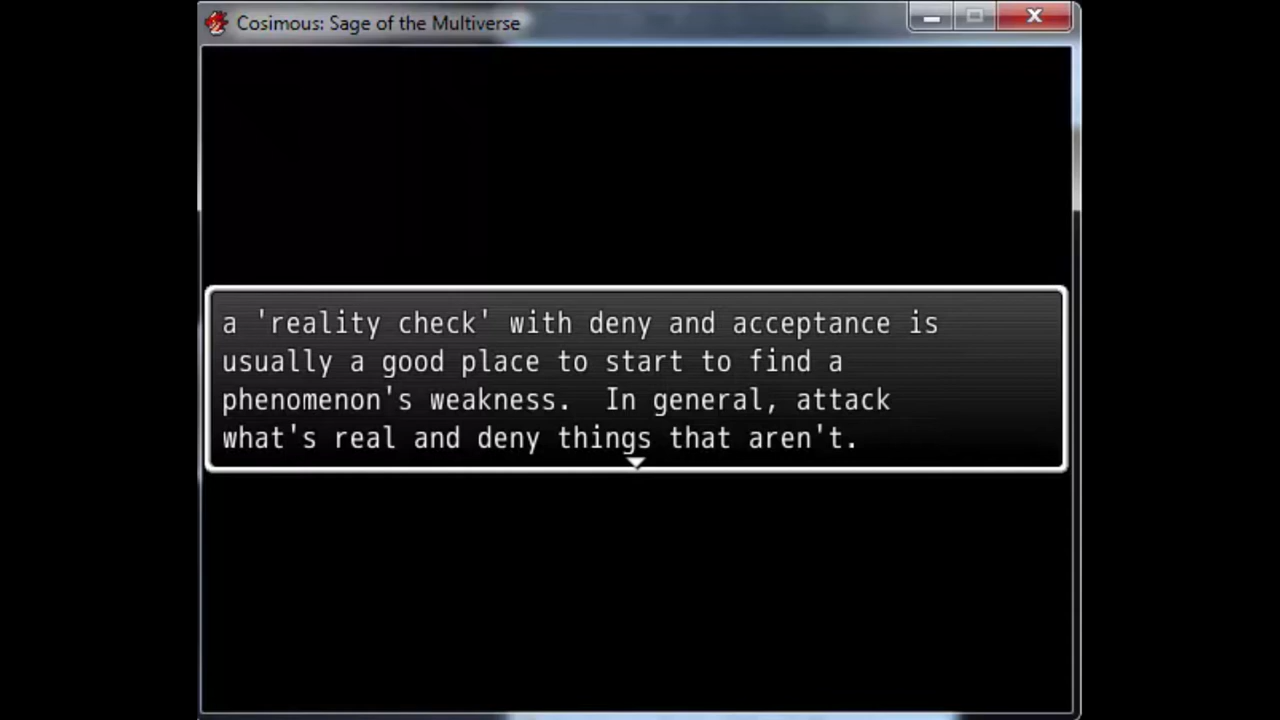 Cosimous: Sage of the Multiverse
a 'reality check' with deny and acceptance is
usually a good place to start to find a
phenomenon's weakness.  In general, attack
what's real and deny things that aren't.